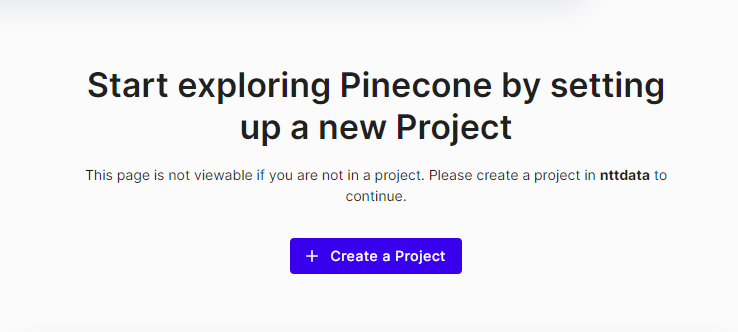 Start exploring Pinecone by setting
up a new Project
This page is not viewable if you are not in a project. Please create a project in nttdata to
continue.
+ Create a Project